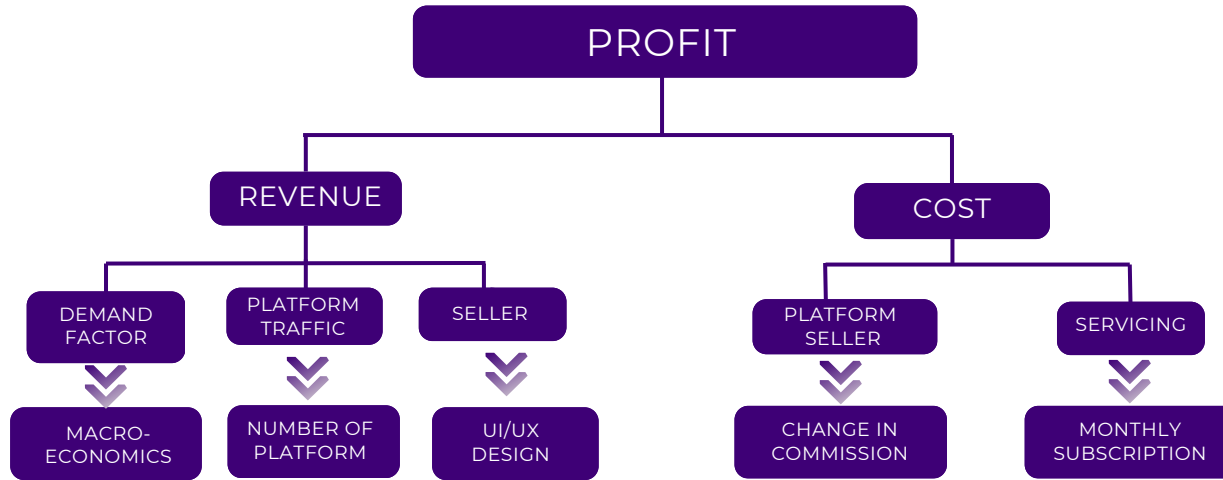 PROFIT
REVENUE
COST
DEMAND
FACTOR
PLATFORM
TRAFFIC
SELLER
PLATFORM
SELLER
SERVICING
MACRO-
ECONOMICS
NUMBER OF
PLATFORM
UI/UX
DESIGN
CHANGE IN
COMMISSION
MONTHLY
SUBSCRIPTION